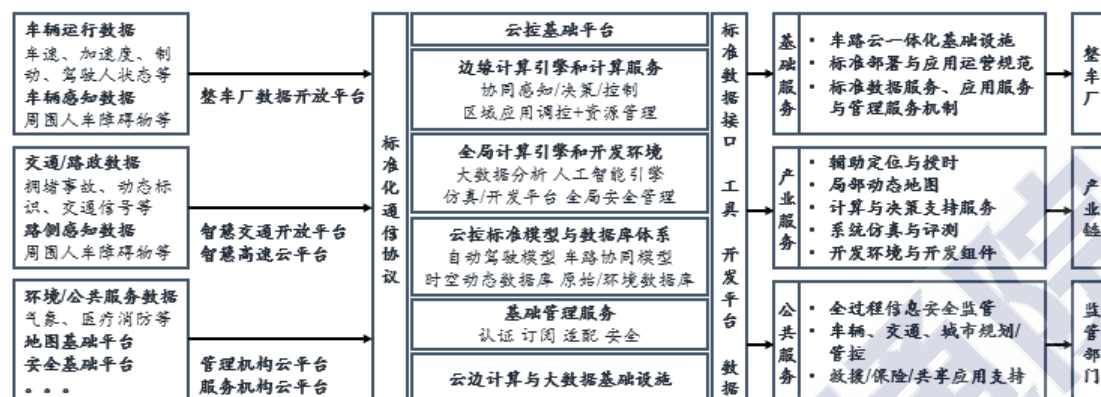 车辆运行数据
车速、加速度、制
动、驾驶人状态等
车辆感知数据
周围人车障碍物等
整车厂数据开放平台
交通/路政数据
拥堵事故、动态标
识、交通信号等
路侧感知数据
周围人车障碍物等
智慧交通开放平台
智慧高速云平台
环境/公共服务数据
气象、医疗消防等
地图基础平台
安全基础平台
。。。
管理机构云平台
服务机构云平台
标准化通信协议
云控基础平台
边缘计算引擎和计算服务
协同感知/决策/控制
区域应用调控+资源管理
全局计算引擎和开发环境
大数据分析 人工智能引擎
仿真/开发平台 全局安全管理
云控标准模型与数据库体系
自动驾驶模型 车路协同模型
时空动态数据库 原始/环境数据库
基础管理服务
认证 订阅 适配 安全
云边计算与大数据基础设施
标准数据接口 工具 开发平台 数据
基础服务
• 车路云一体化基础设施
• 标准部署与应用运营规范
• 标准数据服务、应用服务
与管理服务机制
整车厂
产业服务
• 辅助定位与授时
• 局部动态地图
• 计算与决策支持服务
• 系统仿真与评测
• 开发环境与开发组件
产业链
公共服务
• 全过程信息安全监管
• 车辆、交通、城市规划/
管控
• 救援/保险/共享应用支持
监管部门